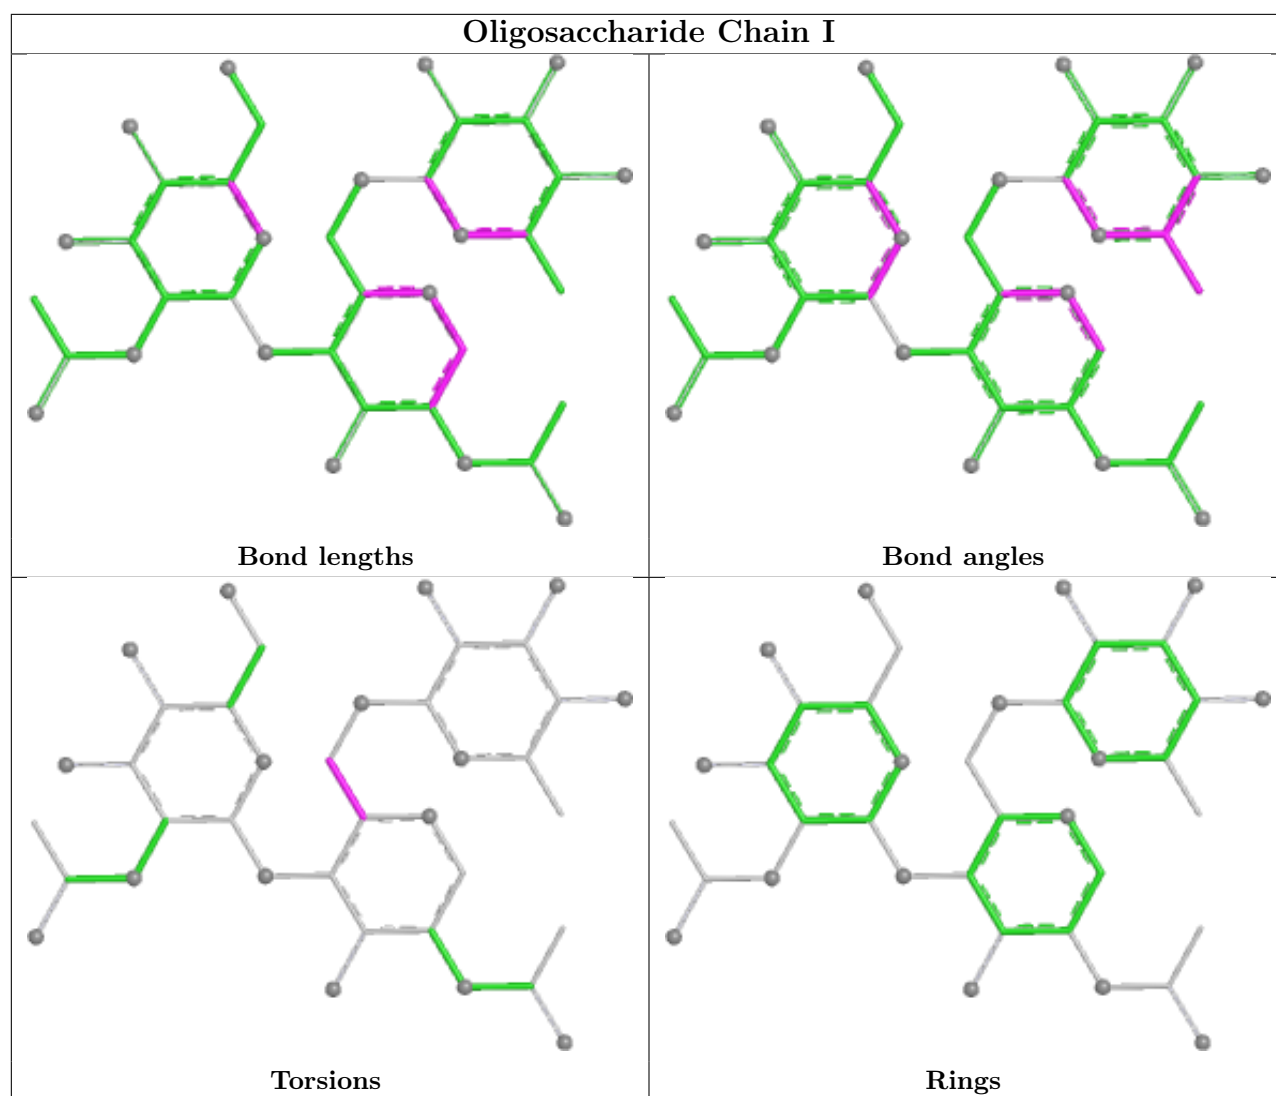 Oligosaccharide Chain I
Bond lengths
Bond angles
Torsions
Rings